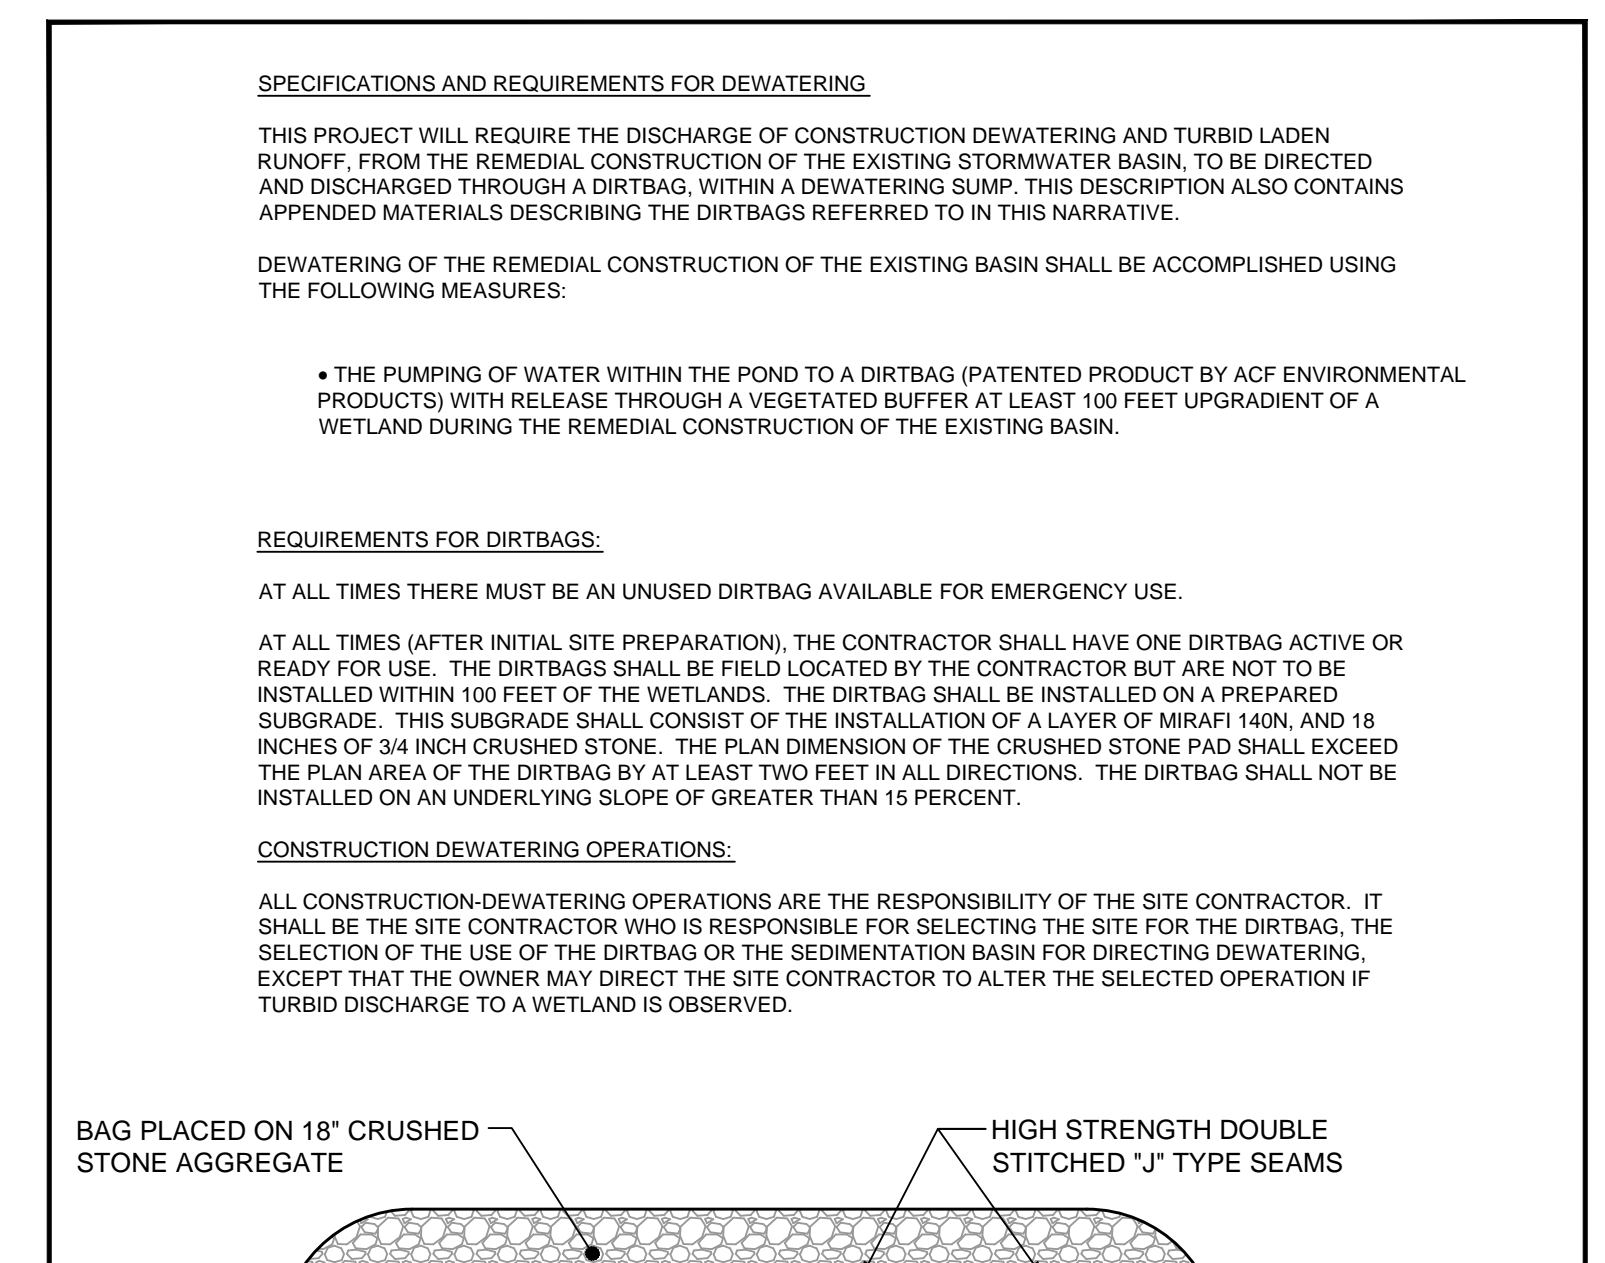 SPECIFICATIONS AND REQUIREMENTS FOR DEWATERING
THIS PROJECT WILL REQUIRE THE DISCHARGE OF CONSTRUCTION DEWATERING AND TURBID LADEN
RUNOFF, FROM THE REMEDIAL CONSTRUCTION OF THE EXISTING STORMWATER BASIN, TO BE DIRECTED
AND DISCHARGED THROUGH A DIRTBAG, WITHIN A DEWATERING SUMP. THIS DESCRIPTION ALSO CONTAINS
APPENDED MATERIALS DESCRIBING THE DIRTBAGS REFERRED TO IN THIS NARRATIVE.
DEWATERING OF THE REMEDIAL CONSTRUCTION OF THE EXISTING BASIN SHALL BE ACCOMPLISHED USING
THE FOLLOWING MEASURES:
• THE PUMPING OF WATER WITHIN THE POND TO A DIRTBAG (PATENTED PRODUCT BY ACF ENVIRONMENTAL
PRODUCTS) WITH RELEASE THROUGH A VEGETATED BUFFER AT LEAST 100 FEET UPGRADIENT OF A
WETLAND DURING THE REMEDIAL CONSTRUCTION OF THE EXISTING BASIN.
REQUIREMENTS FOR DIRTBAGS:
AT ALL TIMES THERE MUST BE AN UNUSED DIRTBAG AVAILABLE FOR EMERGENCY USE.
AT ALL TIMES (AFTER INITIAL SITE PREPARATION), THE CONTRACTOR SHALL HAVE ONE DIRTBAG ACTIVE OR
READY FOR USE. THE DIRTBAGS SHALL BE FIELD LOCATED BY THE CONTRACTOR BUT ARE NOT TO BE
INSTALLED WITHIN 100 FEET OF THE WETLANDS. THE DIRTBAG SHALL BE INSTALLED ON A PREPARED
SUBGRADE. THIS SUBGRADE SHALL CONSIST OF THE INSTALLATION OF A LAYER OF MIRAFI 140N, AND 18
INCHES OF 3/4 INCH CRUSHED STONE. THE PLAN DIMENSION OF THE CRUSHED STONE PAD SHALL EXCEED
THE PLAN AREA OF THE DIRTBAG BY AT LEAST TWO FEET IN ALL DIRECTIONS. THE DIRTBAG SHALL NOT BE
INSTALLED ON AN UNDERLYING SLOPE OF GREATER THAN 15 PERCENT.
CONSTRUCTION DEWATERING OPERATIONS:
ALL CONSTRUCTION-DEWATERING OPERATIONS ARE THE RESPONSIBILITY OF THE SITE CONTRACTOR. IT
SHALL BE THE SITE CONTRACTOR WHO IS RESPONSIBLE FOR SELECTING THE SITE FOR THE DIRTBAG, THE
SELECTION OF THE USE OF THE DIRTBAG OR THE SEDIMENTATION BASIN FOR DIRECTING DEWATERING,
EXCEPT THAT THE OWNER MAY DIRECT THE SITE CONTRACTOR TO ALTER THE SELECTED OPERATION IF
TURBID DISCHARGE TO A WETLAND IS OBSERVED.
BAG PLACED ON 18" CRUSHED
STONE AGGREGATE
HIGH STRENGTH DOUBLE
STITCHED "J" TYPE SEAMS